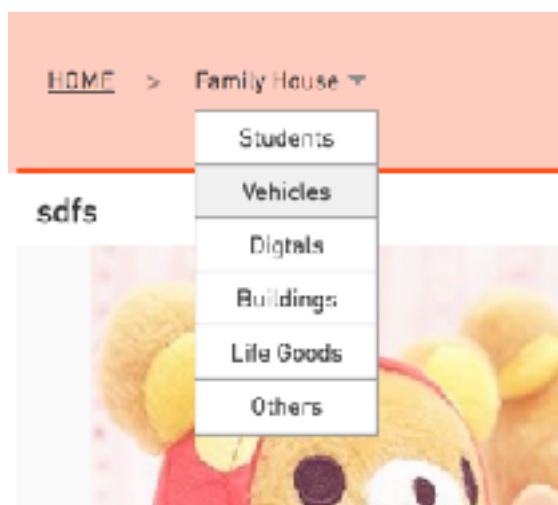 HOME > Family House
Students
Vehicles
sdfs
Digtals
Buildings
Life Goods
Others